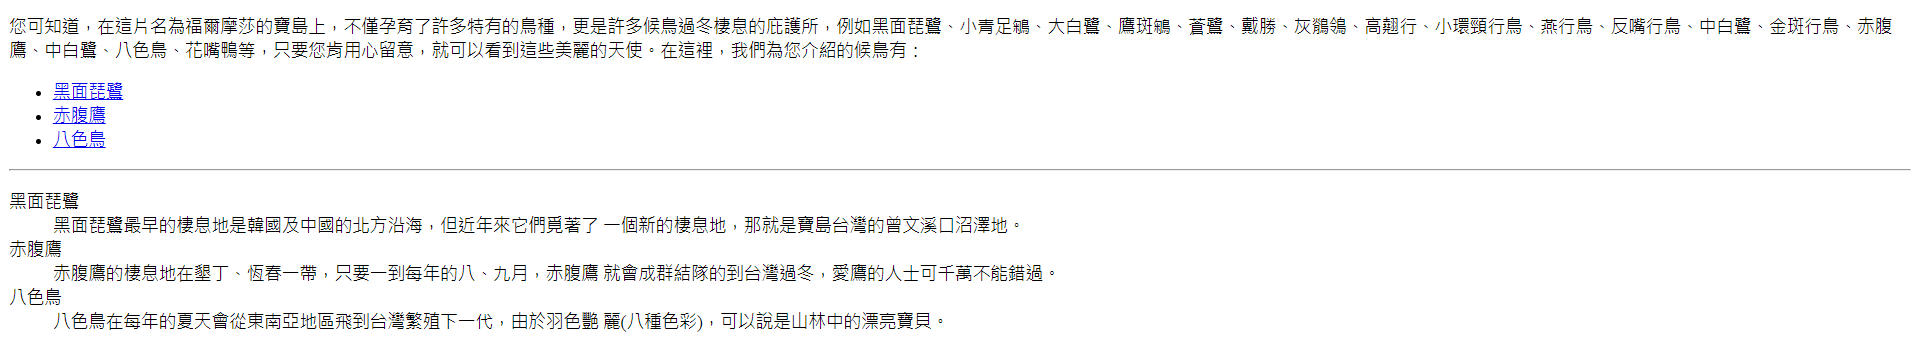 您可知道，在這片名為福爾摩莎的寶島上，不僅孕育了許多特有的鳥種，更是許多候鳥過冬棲息的庇護所，例如黑面琵鷺、小青足鷸、大白鷺、鷹斑鷸、蒼鷺、戴勝、灰鶺鴒、高翹行、小環頸行鳥、燕行鳥、反嘴行鳥、中白鷺、金斑行鳥、赤腹
鷹、中白鷺、八色鳥、花嘴鴨等，只要您肯用心留意，就可以看到這些美麗的天使。在這裡，我們為您介紹的候鳥有：
• 黑面琵鷺
• 赤腹鷹
• 八色鳥
黑面琵鷺
黑面琵鷺最早的棲息地是韓國及中國的北方沿海，但近年來它們覓著了 一個新的棲息地，那就是寶島台灣的曾文溪口沼澤地。
赤腹鷹
赤腹鷹的棲息地在墾丁、恆春一帶，只要一到每年的八、九月，赤腹鷹 就會成群結隊的到台灣過冬，愛鷹的人士可千萬不能錯過。
八色鳥
八色鳥在每年的夏天會從東南亞地區飛到台灣繁殖下一代，由於羽色艷 麗(八種色彩)，可以說是山林中的漂亮寶貝。